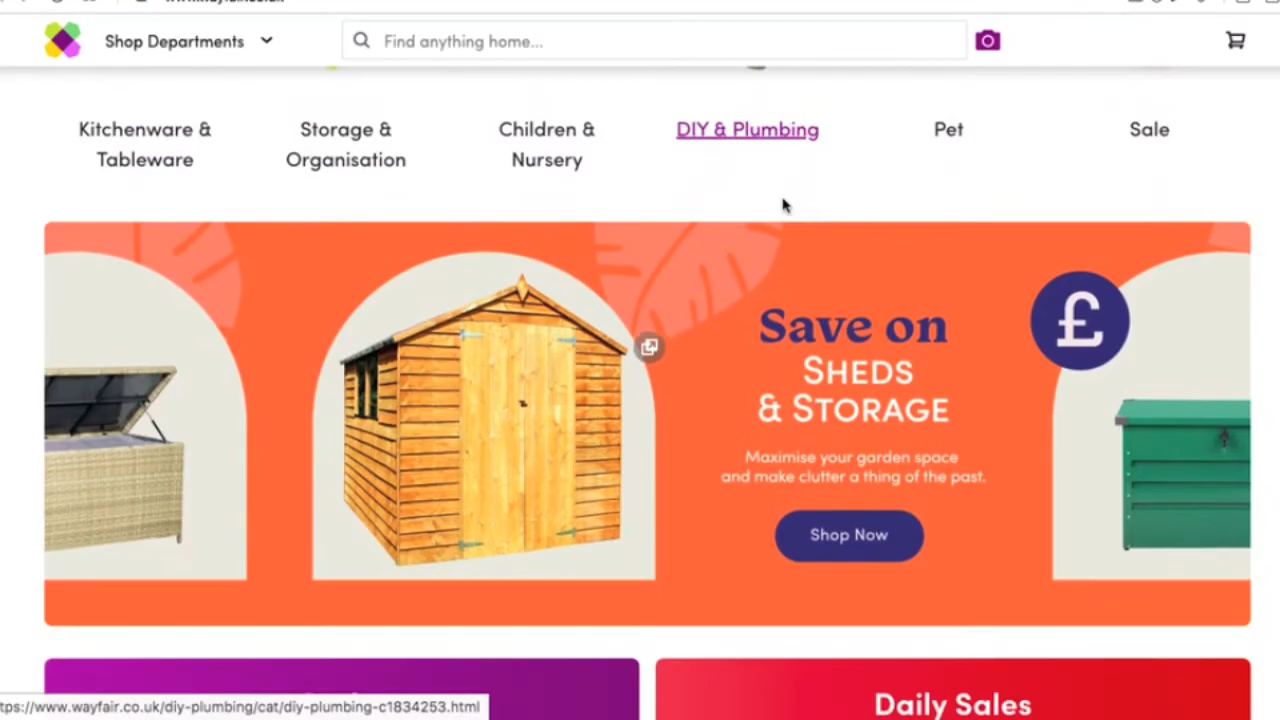 Shop Departments
Find anything home...
Kitchenware &
Tableware
Storage &
Organisation
Children &
Nursery
DIY & Plumbing
Pet
Sale
Save on
SHEDS
& STORAGE
£
Maximise your garden space
and make clutter a thing of the past.
Shop Now
Daily Sales
tps://www.wayfair.co.uk/diy-plumbing/cat/diy-plumbing-c1834253.html